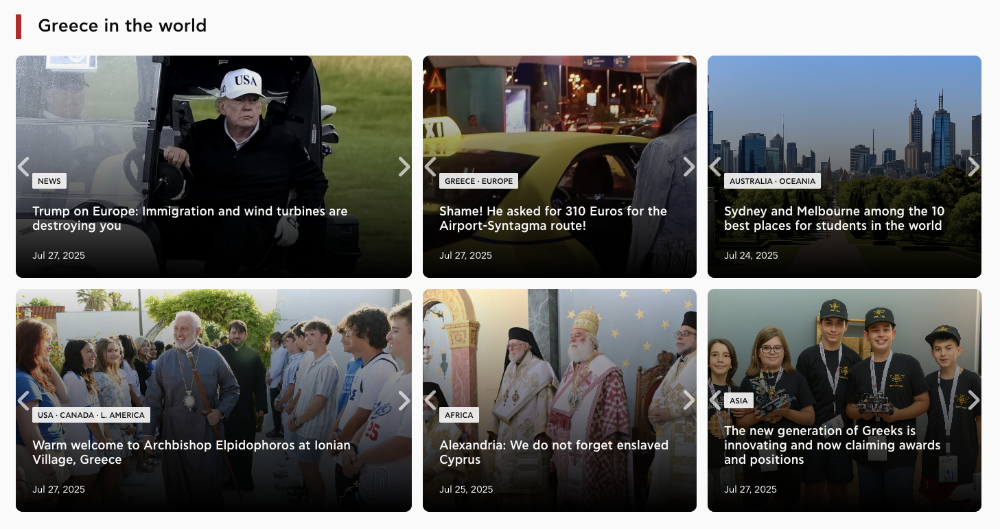 Greece in the world
USA
NEWS
Trump on Europe: Immigration and wind turbines are
destroying you
Jul 27, 2025
XI
GREECE · EUROPE
Shame! He asked for 310 Euros for the
Airport-Syntagma route!
Jul 27, 2025
AUSTRALIA · OCEANIA
Sydney and Melbourne among the 10
best places for students in the world
Jul 24, 2025
USA · CANADA · L. AMERICA
Warm welcome to Archbishop Elpidophoros at Ionian
Village, Greece
Jul 27, 2025
25
AFRICA
Alexandria: We do not forget enslaved
Cyprus
Jul 25, 2025
ASIA
The new generation of Greeks is
innovating and now claiming awards
and positions
Jul 27, 2025